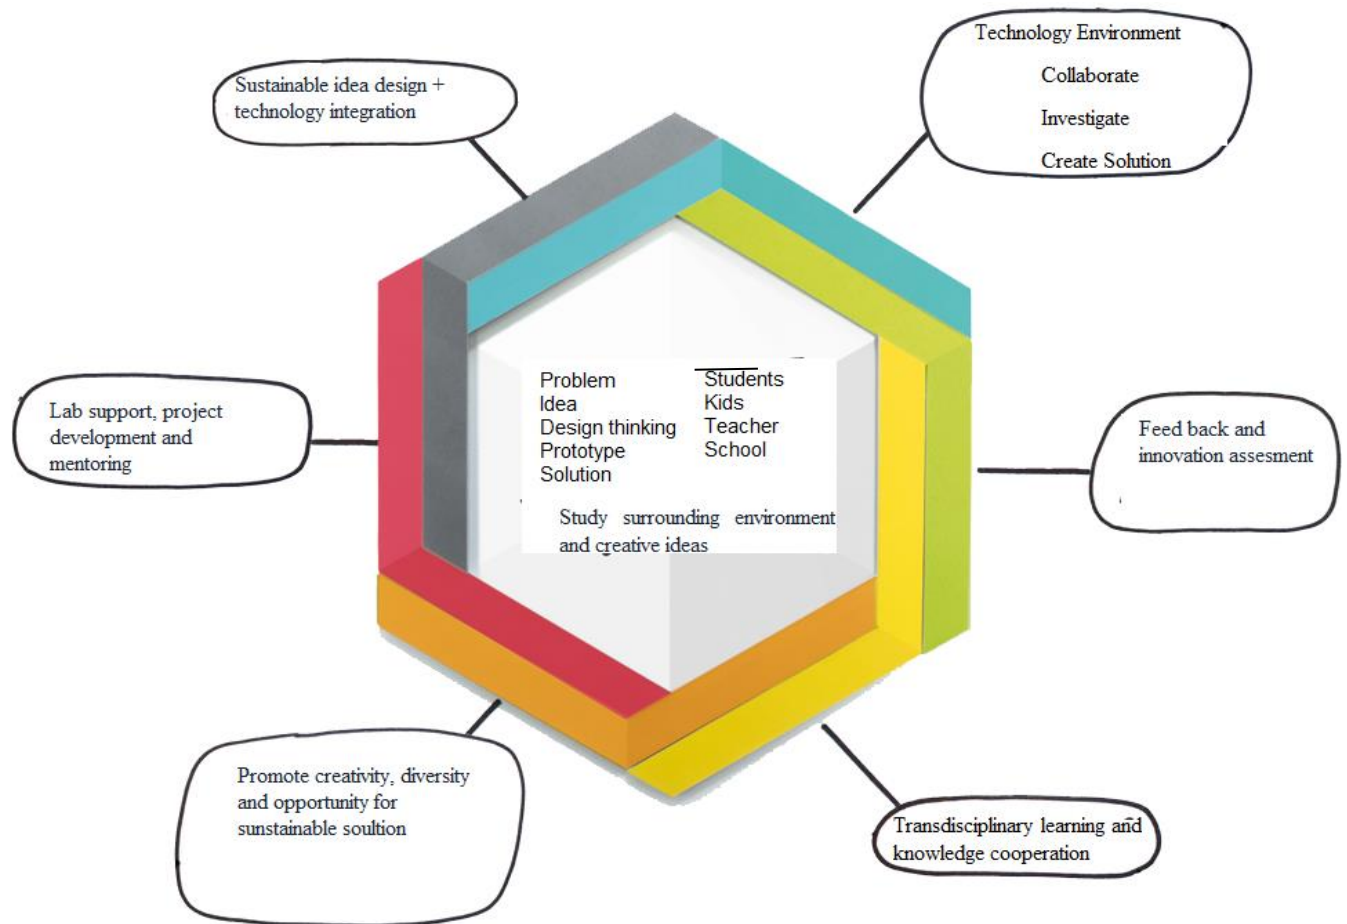 Technology Environment
Collaborate
Investigate
Create Solution
Sustainable idea design +
technology integration
Lab support, project
development and
mentoring
Problem
Idea
Design thinking
Prototype
Solution
Students
Kids
Teacher
School
Study surrounding environment
and creative ideas
Feed back and
innovation assesment
Promote creativity, diversity
and opportunity for
sunstainable soultion
Transdisciplinary learning and
knowledge cooperation